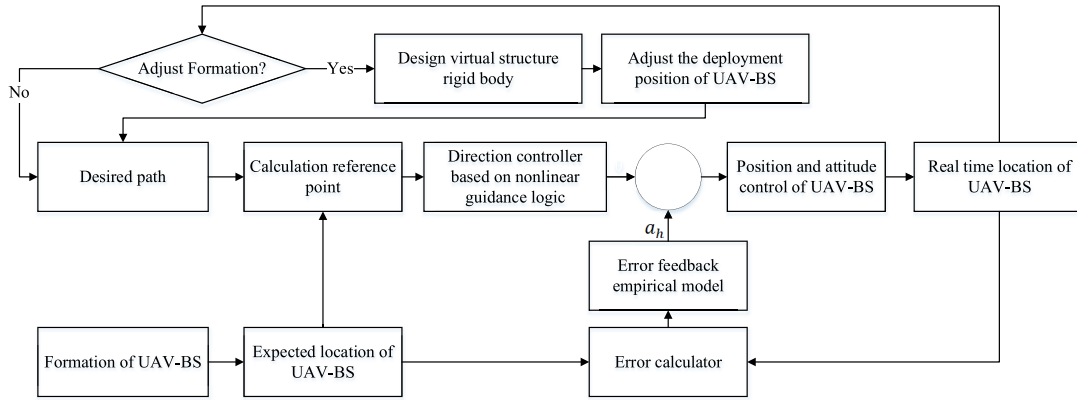 Adjust Formation?
Yes
No
Design virtual structure
rigid body
Adjust the deployment
position of UAV-BS
Desired path
Calculation reference
point
Direction controller
based on nonlinear
guidance logic
Position and attitude
control of UAV-BS
Real time location of
UAV-BS
a_h
Error feedback
empirical model
Formation of UAV-BS
Expected location of
UAV-BS
Error calculator